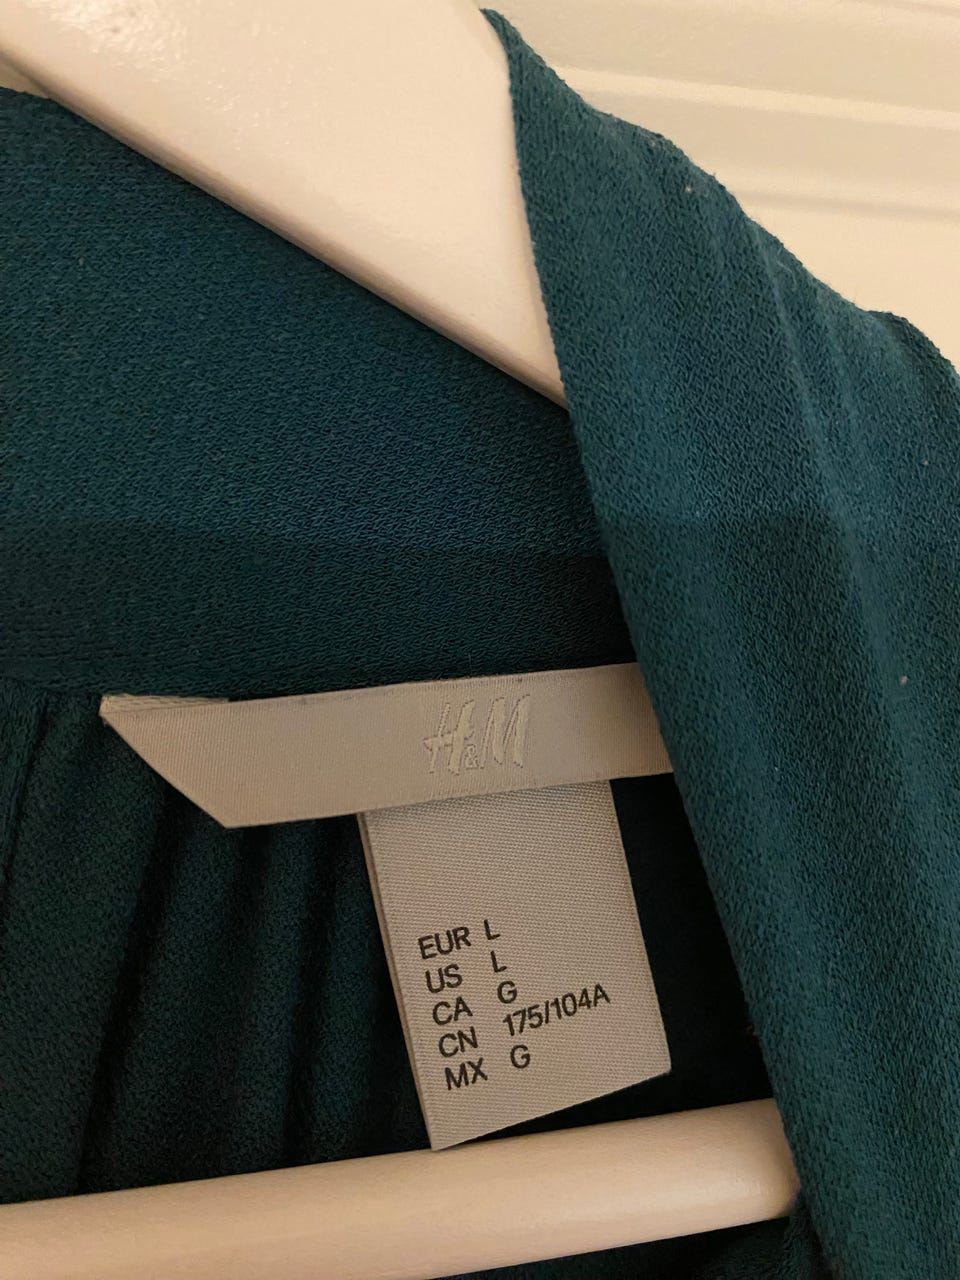 H&M
EUR L
US L
CA G
CN 175/104A
MX G